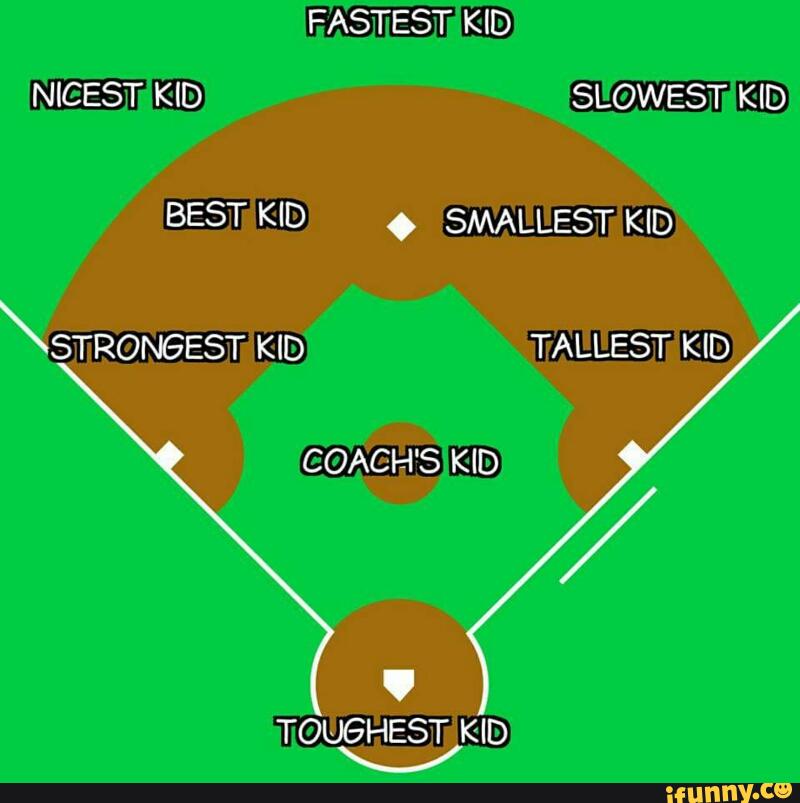 FASTEST KID
NICEST KID
SLOWEST KID
BEST KID
SMALLEST KID
STRONGEST KID
TALLEST KID
COACH'S KID
TOUGHEST KID
ifunny.co